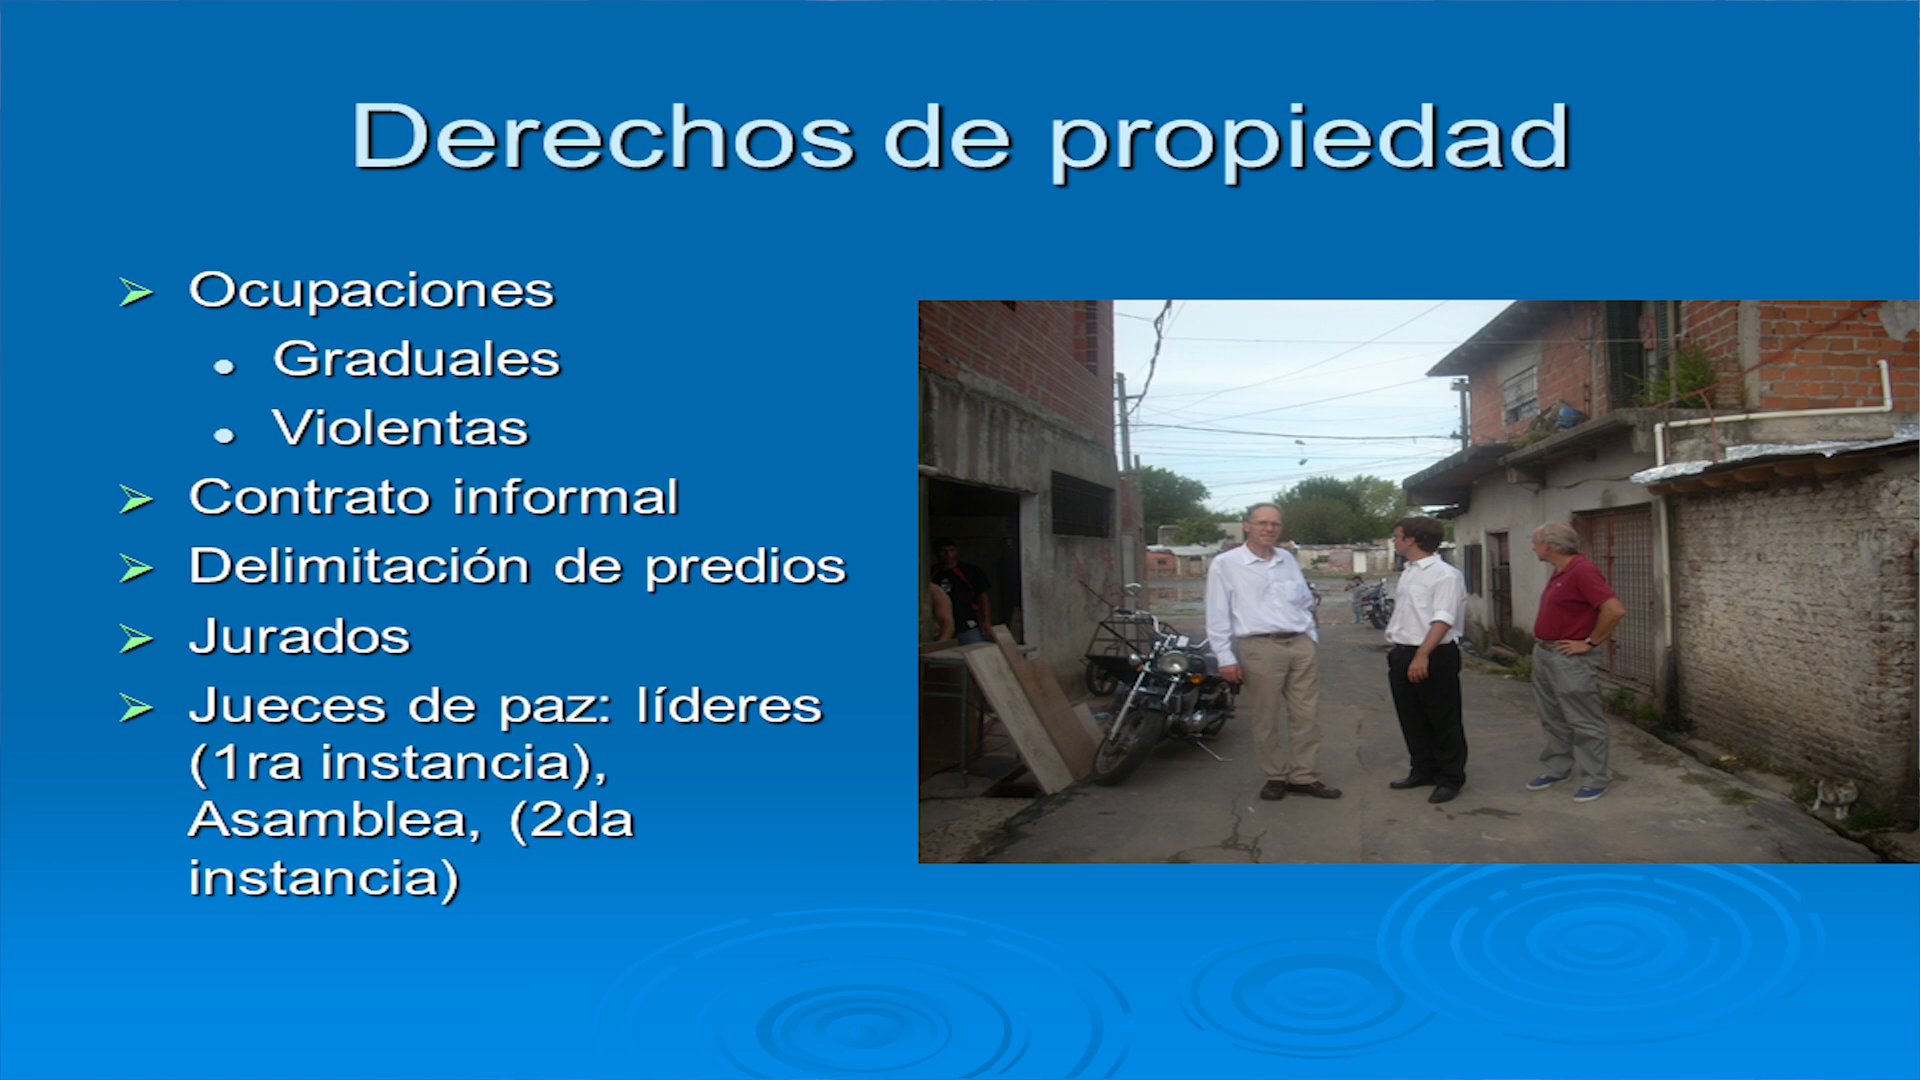 Derechos de propiedad
Ocupaciones
Graduales
Violentas
Contrato informal
Delimitación de predios
Jurados
Jueces de paz: líderes
(1ra instancia),
Asamblea, (2da
instancia)